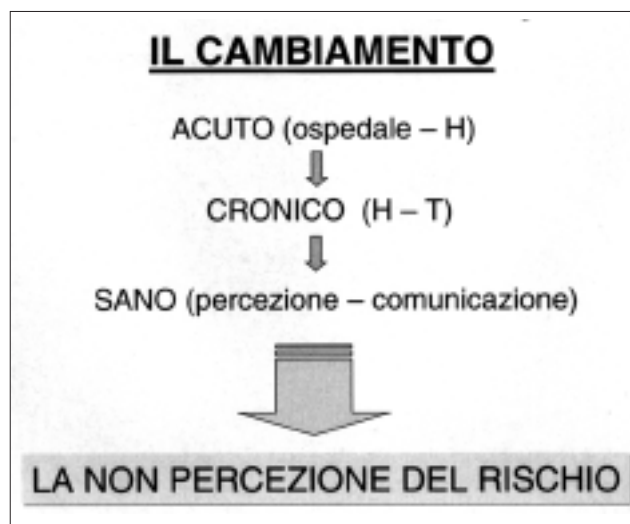 IL CAMBIAMENTO
ACUTO (ospedale – H)
CRONICO (H – T)
SANO (percezione – comunicazione)
LA NON PERCEZIONE DEL RISCHIO